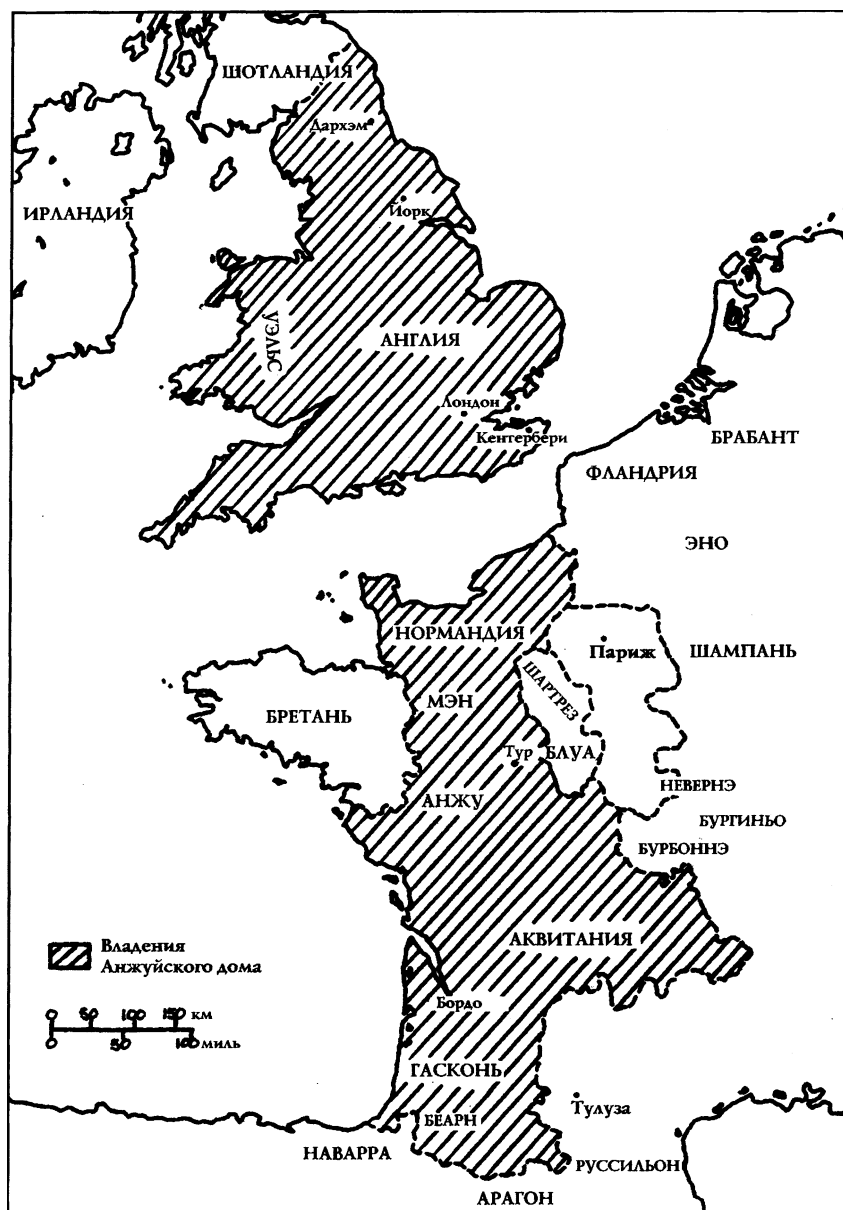 ШОТЛАНДИЯ
Дархэм
ИРЛАНДИЯ
Йорк
УЭЛЬС
АНГЛИЯ
Лондон
Кентербери
БРАБАНТ
ФЛАНДРИЯ
ЭНО
НОРМАНДИЯ
Париж
ШАМПАНЬ
ШАРТРЕЗ
МЭН
БРЕТАНЬ
Тур
БЛУА
АНЖУ
НЕВЕРНЭ
БУРГИНЬО
БУРБОННЭ
АКВИТАНИЯ
Владения
Анжуйского дома
Бордо
0 50 100 150 км
0 50 100 миль
ГАСКОНЬ
Тулуза
БЕАРН
НАВАРРА
РУССИЛЬОН
АРАГОН